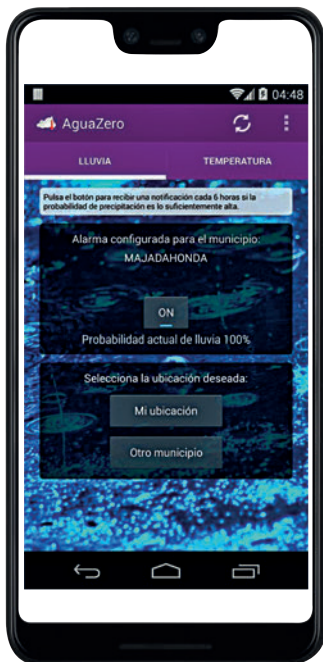 04:48
AguaZero
LLUVIA
TEMPERATURA
Pulsa el botón para recibir una notificación cada 6 horas si la
probabilidad de precipitación es lo suficientemente alta.
Alarma configurada para el municipio:
MAJADAHONDA
ON
Probabilidad actual de lluvia 100%
Selecciona la ubicación deseada:
Mi ubicación
Otro municipio